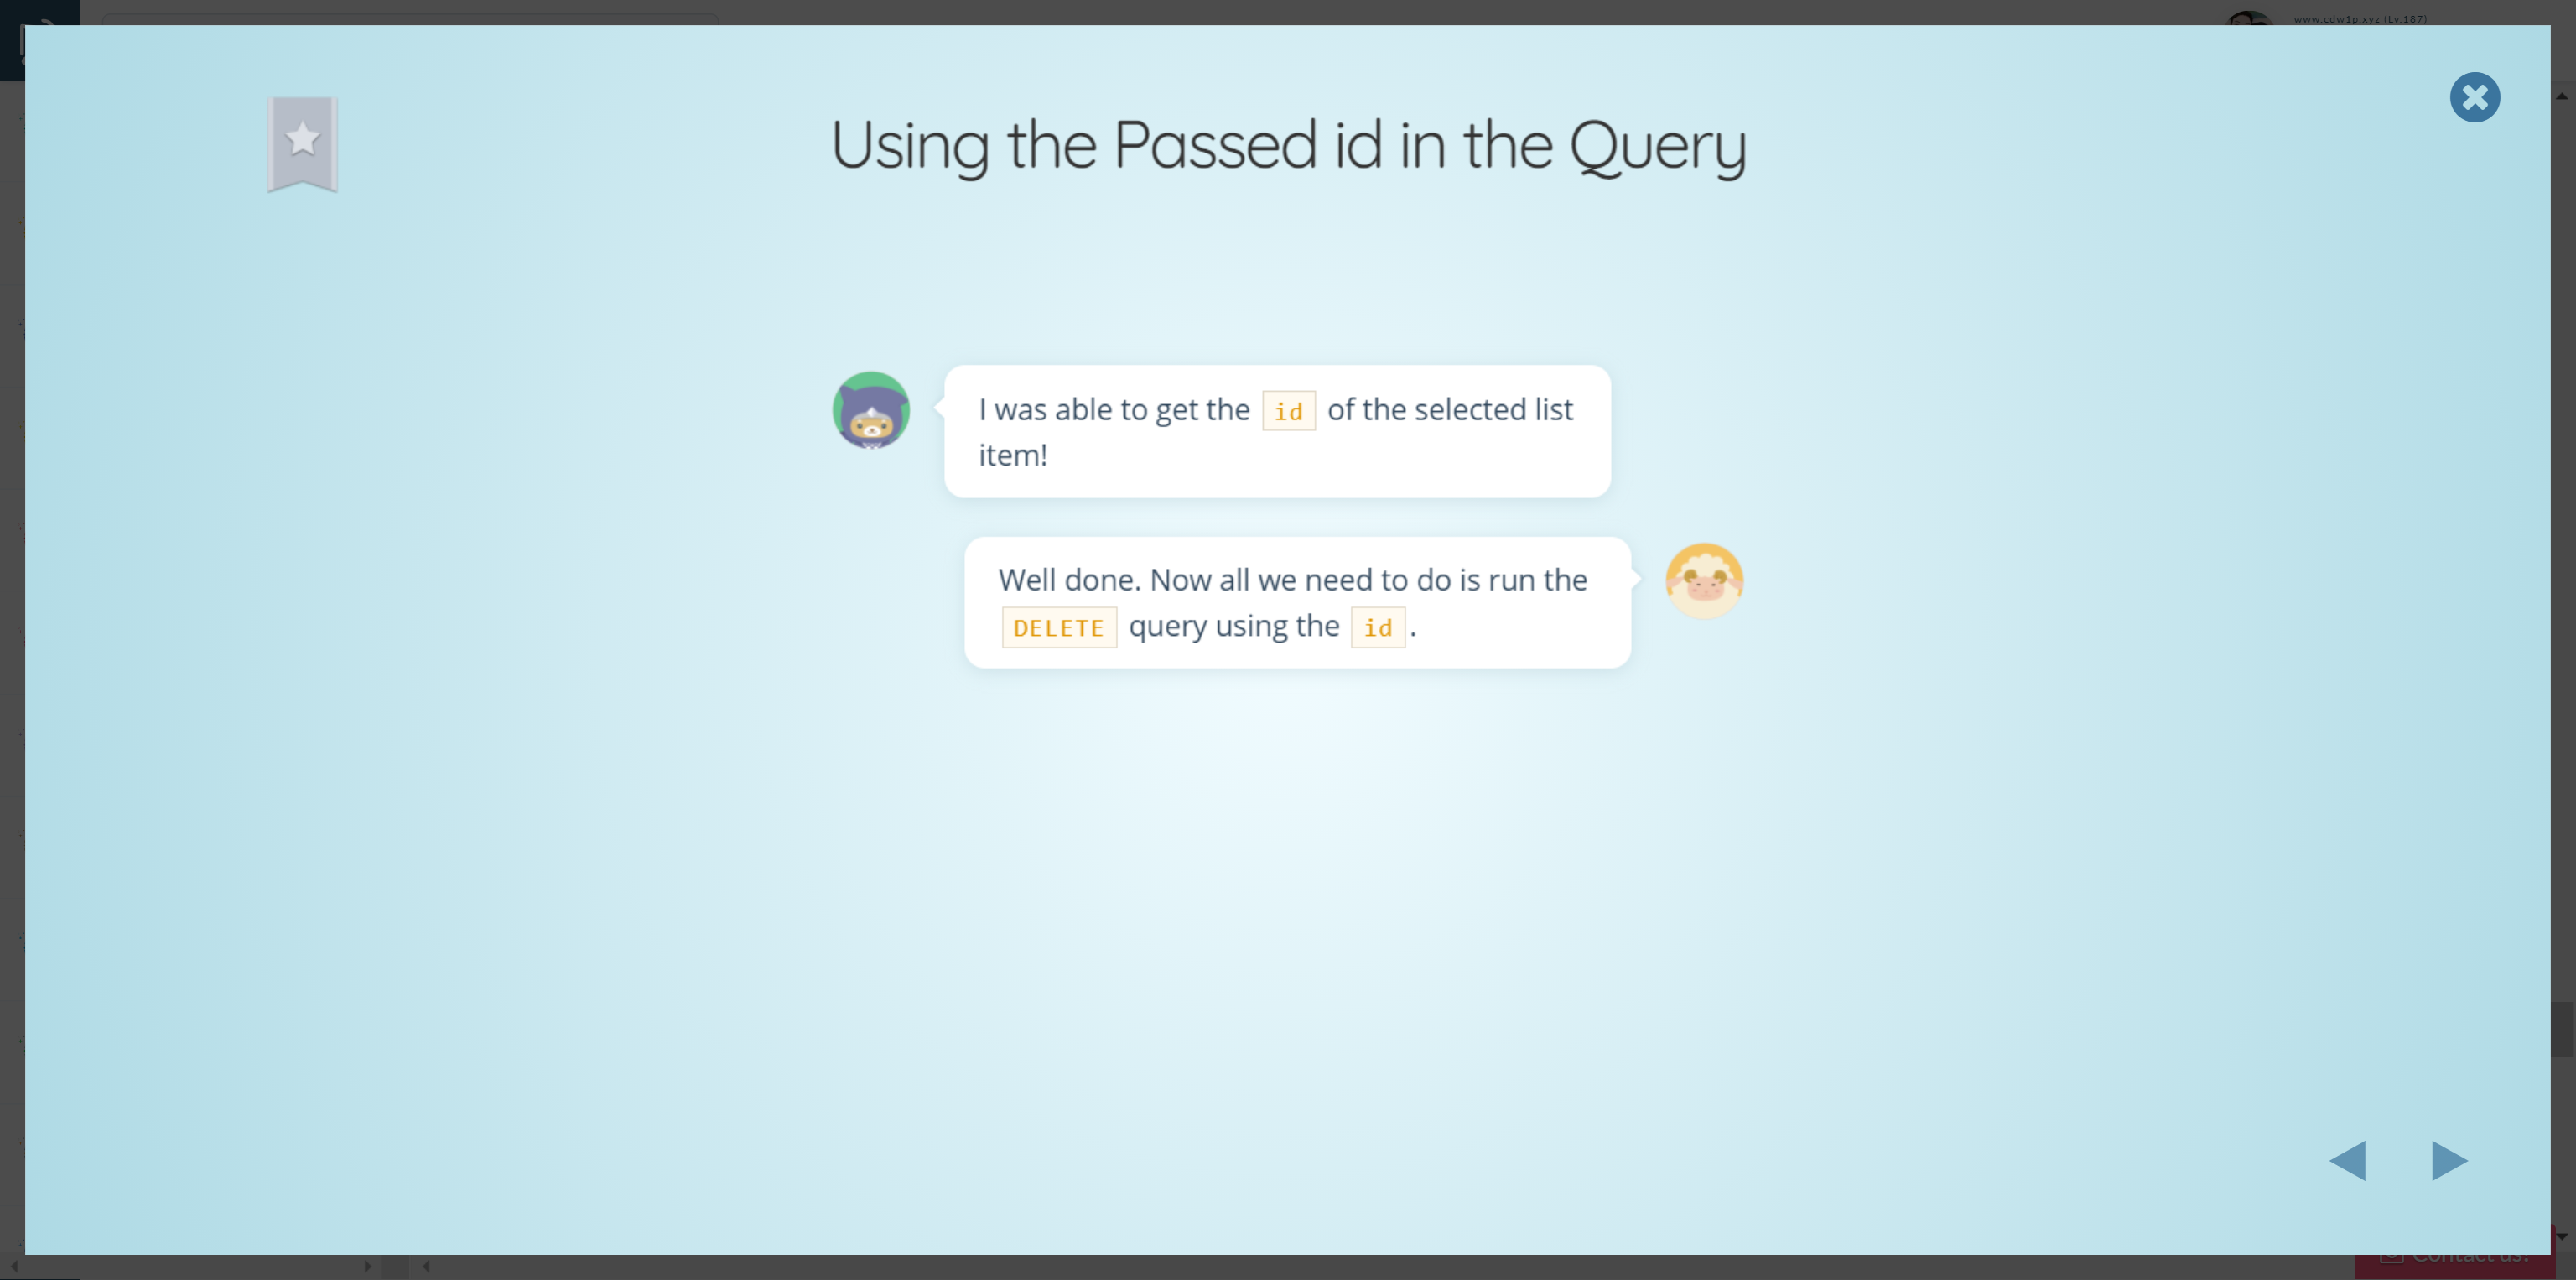 www.cdw1p.xyz (Lv.187)
Using the Passed id in the Query
I was able to get the id of the selected list
item!
Well done. Now all we need to do is run the
DELETE query using the id .
Contact us!